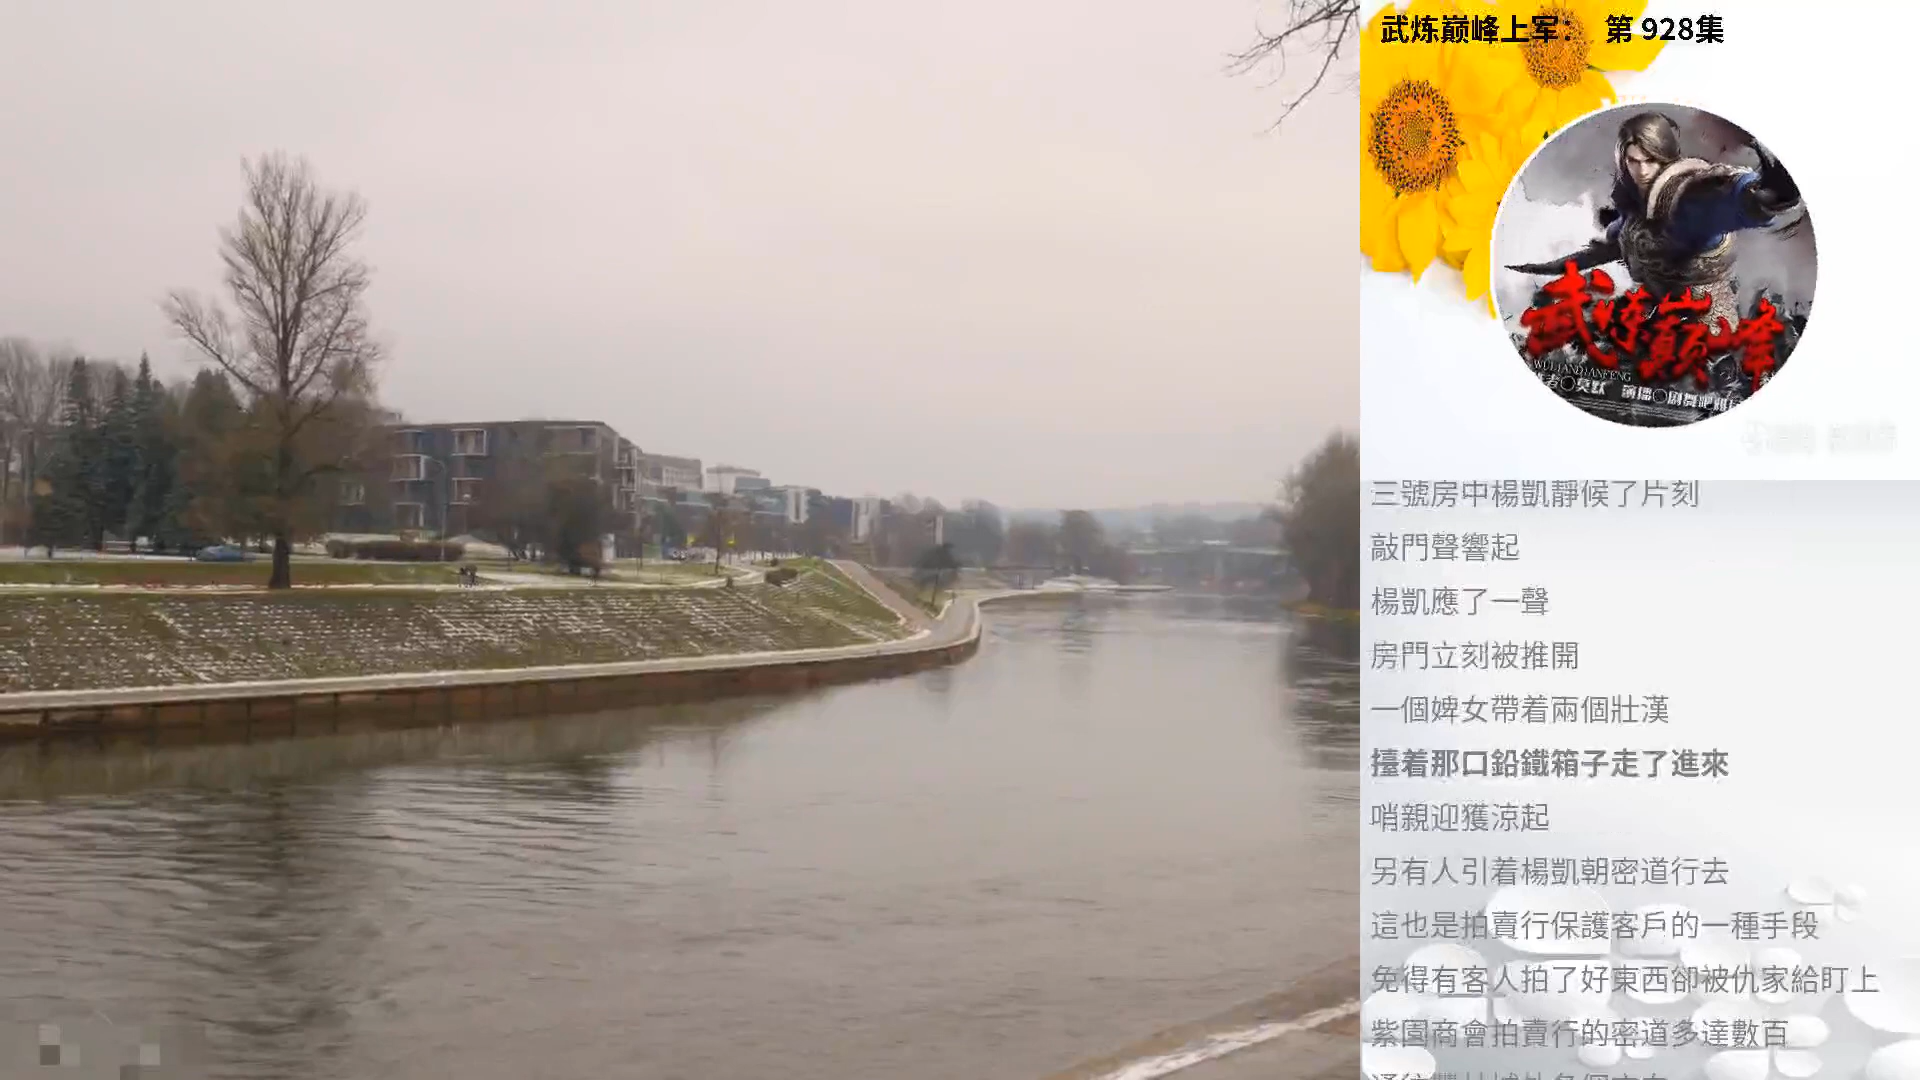 武炼巅峰上军： 第 928集
武炼巅峰
WU LIAN DIAN FENG
三號房中楊凱靜候了片刻
敲門聲響起
楊凱應了一聲
房門立刻被推開
一個婢女帶着兩個壯漢
擡着那口鉛鐵箱子走了進來
哨親迎獲涼起
另有人引着楊凱朝密道行去
這也是拍賣行保護客戶的一種手段
免得有客人拍了好東西卻被仇家給盯上
紫園商會拍賣行的密道多達數百